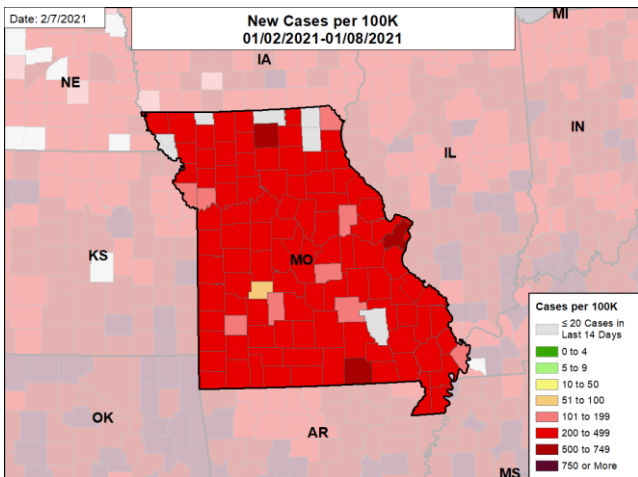 Date: 2/7/2021
New Cases per 100K
01/02/2021-01/08/2021
MI
IA
NE
IN
IL
KS
MO
OK
AR
MS
Cases per 100K
≤ 20 Cases in
Last 14 Days
0 to 4
5 to 9
10 to 50
51 to 100
101 to 199
200 to 499
500 to 749
750 or More